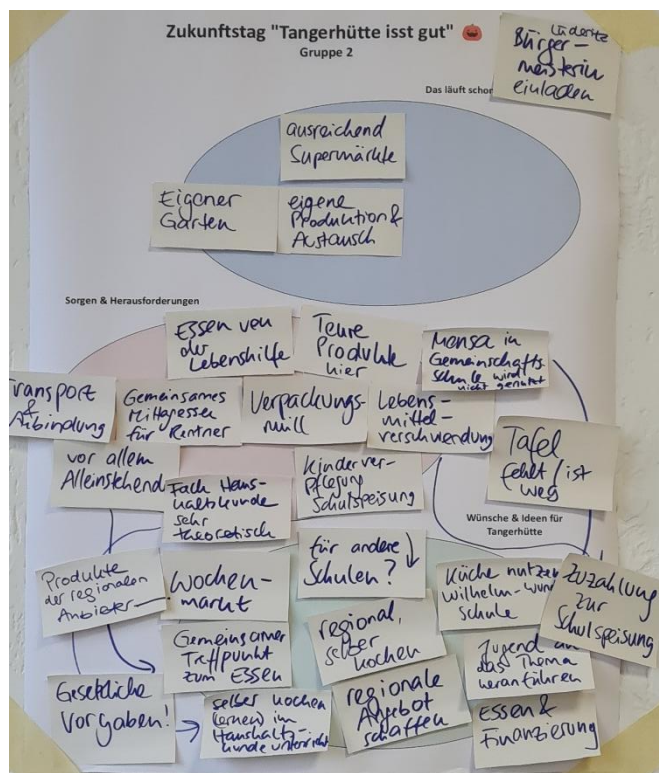 Zukunftstag "Tangerhütte isst gut" 🎃
Gruppe 2
Lüderitz
Bürger-
meisterin
einladen
Das läuft schon
ausreichend
Supermärkte
Eigener
Garten
eigene
Produktion &
Austausch
Sorgen & Herausforderungen
Essen von
der
Lebenshilfe
Teure
Produkte
hier
Mensa in
Gemeinschafts
schule wird
nicht genutzt
Transport
&
Anbindung
Gemeinsames
Mittagessen
für Rentner
Verpackungs-
müll
Lebens-
mittel-
verschwendung
Tafel
fehlt / ist
weg
vor allem
Alleinstehend
Fach Haus-
haltskunde
sehr
theoretisch
Kinderver-
pflegung
Schulspeisung
Wünsche & Ideen für
Tangerhütte
Produkte
der regionalen
Anbieter
Wochen-
markt
für andere
Schulen? ↓
Küche nutzen
Wilhelm-Wun
schule
Zuzahlung
zur
Schulspeisung
Gemeinsamer
Treffpunkt
zum Essen
regional,
selber
kochen
Jugend an
das Thema
heranführen
Gesetzliche
Vorgaben!
→ selber kochen
lernen im
Haushalts-
kunde unterricht
regionale
Angebot
schaffen
Essen &
Finanzierung